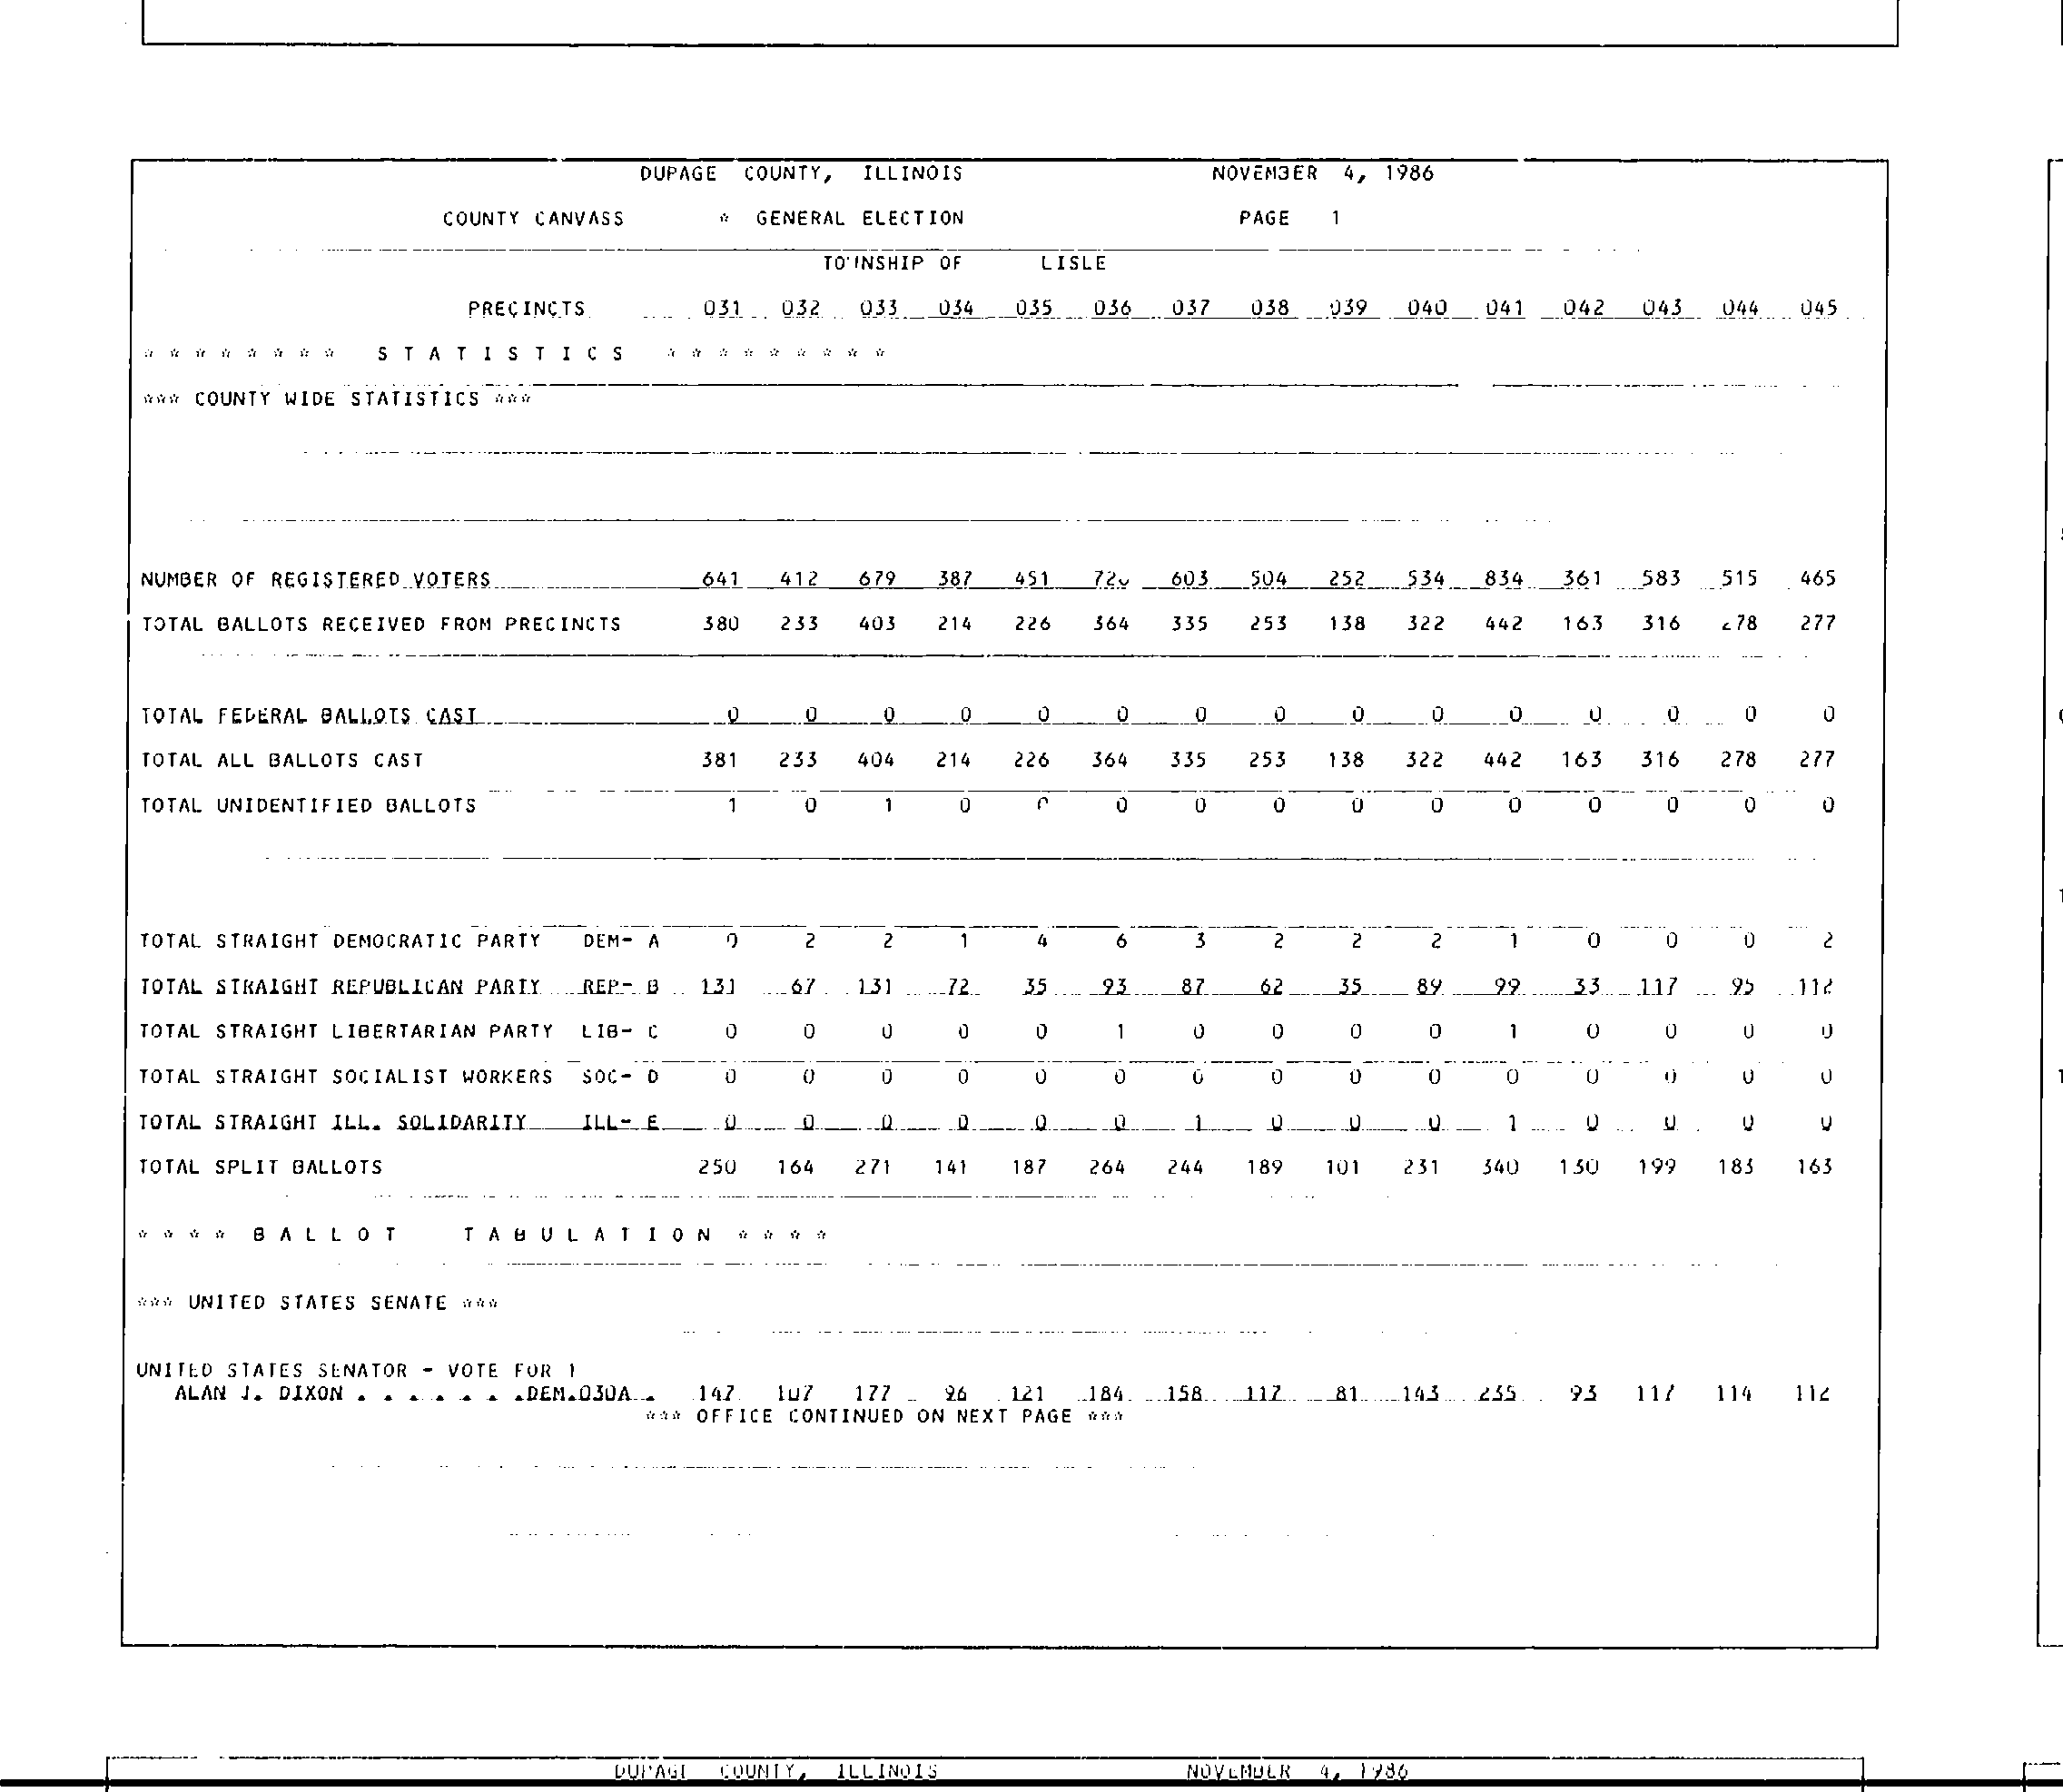 DUPAGE COUNTY, ILLINOIS NOVEMBER 4, 1986
COUNTY CANVASS * GENERAL ELECTION PAGE 1
TOWNSHIP OF LISLE
PRECINCTS 031 032 033 034 035 036 037 038 039 040 041 042 043 044 045
* * * * * * * * S T A T I S T I C S * * * * * * * * *
*** COUNTY WIDE STATISTICS ***
NUMBER OF REGISTERED VOTERS 641 412 679 387 451 603 504 252 534 834 361 583 515 465
TOTAL BALLOTS RECEIVED FROM PRECINCTS 380 233 403 214 226 364 335 253 138 322 442 163 316 278 277
TOTAL FEDERAL BALLOTS CAST 0 0 0 0 0 0 0 0 0 0 0 0 0 0 0
TOTAL ALL BALLOTS CAST 381 233 404 214 226 364 335 253 138 322 442 163 316 278 277
TOTAL UNIDENTIFIED BALLOTS 1 0 1 0 0 0 0 0 0 0 0 0 0 0 0
TOTAL STRAIGHT DEMOCRATIC PARTY DEM- A 0 2 2 1 4 6 3 2 2 2 1 0 0 0 2
TOTAL STRAIGHT REPUBLICAN PARTY REP- B 131 67 131 72 35 93 87 62 35 89 99 33 117 95 112
TOTAL STRAIGHT LIBERTARIAN PARTY LIB- C 0 0 0 0 0 1 0 0 0 0 1 0 0 0 0
TOTAL STRAIGHT SOCIALIST WORKERS SOC- D 0 0 0 0 0 0 0 0 0 0 0 0 0 0 0
TOTAL STRAIGHT ILL. SOLIDARITY ILL- E 0 0 0 0 0 0 1 0 0 0 1 0 0 0 0
TOTAL SPLIT BALLOTS 250 164 271 141 187 264 244 189 101 231 340 130 199 183 163
* * * * B A L L O T T A B U L A T I O N * * * *
*** UNITED STATES SENATE ***
UNITED STATES SENATOR - VOTE FOR 1
ALAN J. DIXON . . . . . . .DEM.030A . 147 107 177 96 121 184 158 117 81 143 235 93 117 114 112
*** OFFICE CONTINUED ON NEXT PAGE ***
DUPAGE COUNTY, ILLINOIS NOVEMBER 4, 1986